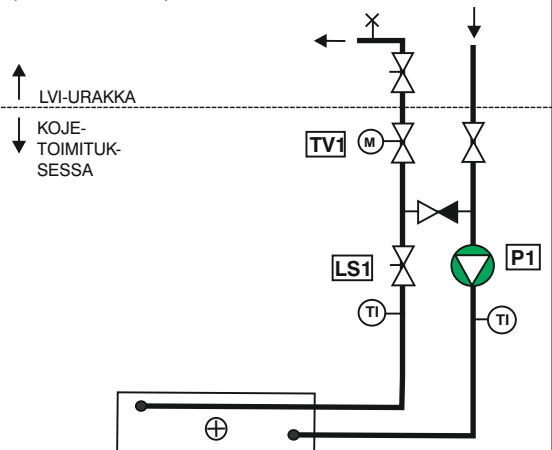 LVI-URAKKA
KOJE-
TOIMITUK-
SESSA
TV1
M
LS1
P1
TI
TI